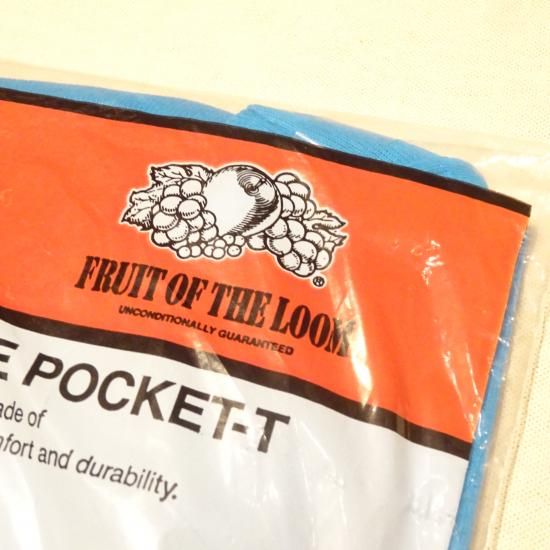 ®
FRUIT OF THE LOOM
UNCONDITIONALLY GUARANTEED
E POCKET-T
ade of
nfort and durability.